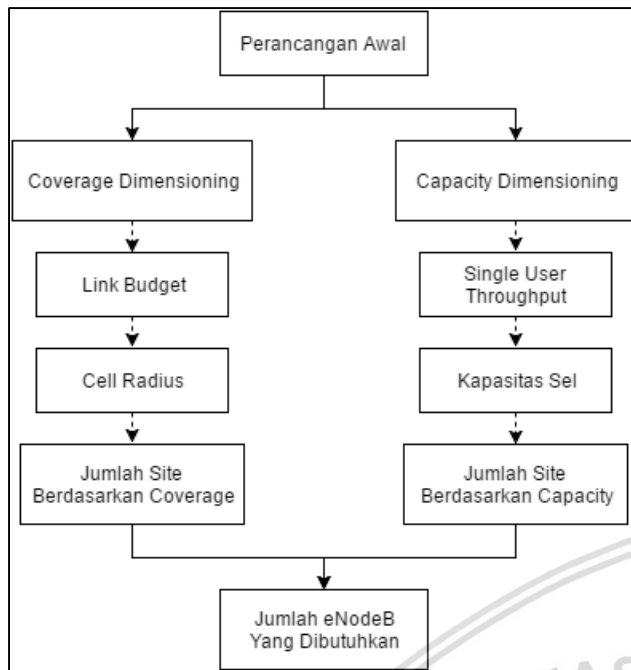 Perancangan Awal
Coverage Dimensioning
Capacity Dimensioning
Link Budget
Single User
Throughput
Cell Radius
Kapasitas Sel
Jumlah Site
Berdasarkan Coverage
Jumlah Site
Berdasarkan Capacity
Jumlah eNodeB
Yang Dibutuhkan